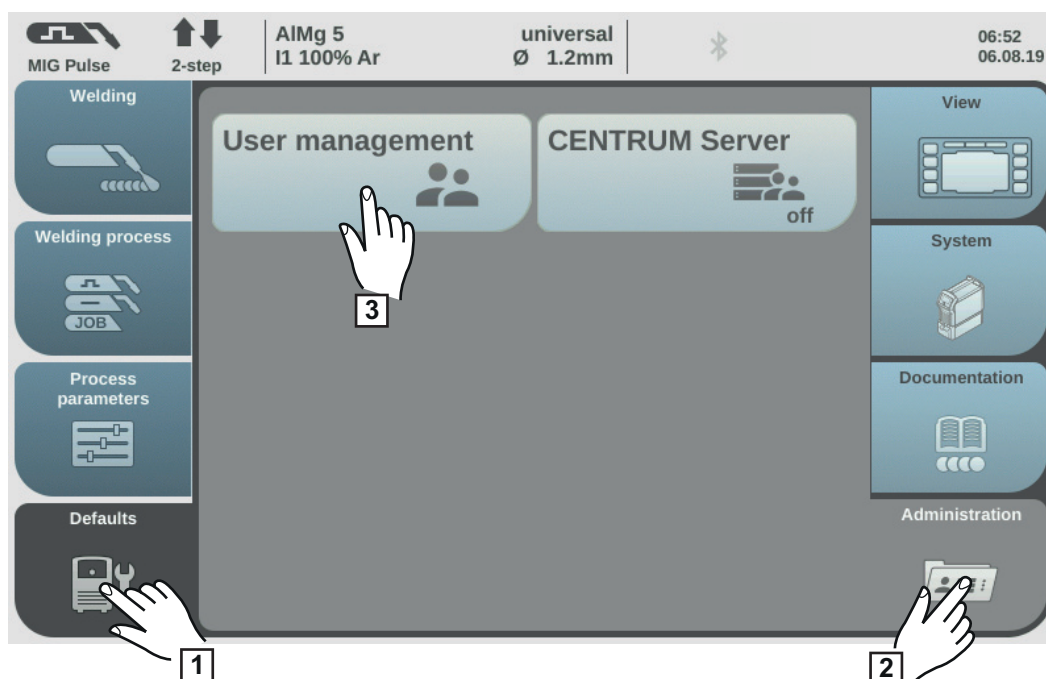 MIG Pulse
2-step
AlMg 5
I1 100% Ar
universal
Ø 1.2mm
06:52
06.08.19
Welding
Welding process
JOB
Process
parameters
Defaults
User management
CENTRUM Server
off
View
System
Documentation
Administration
1
2
3